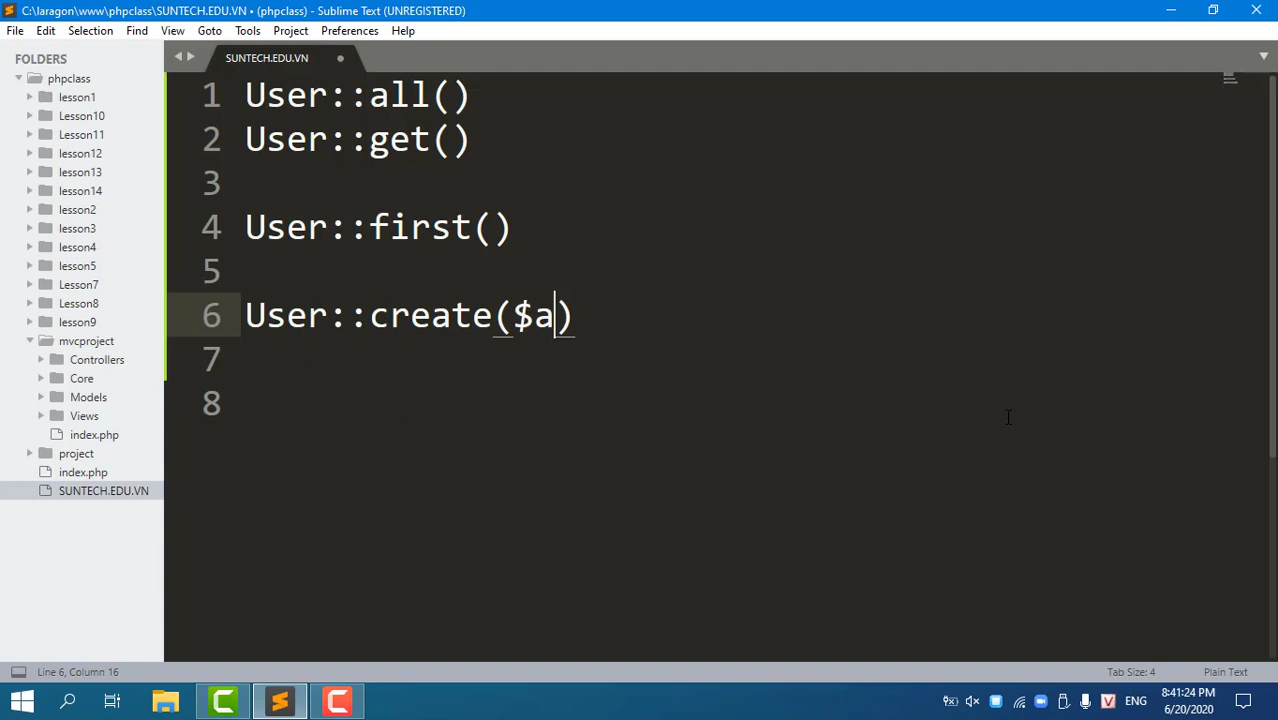 C:\laragon\www\phpclass\SUNTECH.EDU.VN • (phpclass) - Sublime Text (UNREGISTERED)
File Edit Selection Find View Goto Tools Project Preferences Help
FOLDERS
phpclass
lesson1
Lesson10
Lesson11
lesson12
lesson13
lesson14
lesson2
lesson3
lesson4
lesson5
Lesson7
Lesson8
lesson9
mvcproject
Controllers
Core
Models
Views
index.php
project
index.php
SUNTECH.EDU.VN
SUNTECH.EDU.VN
1 User::all()
2 User::get()
3
4 User::first()
5
6 User::create($a)
7
8
Line 6, Column 16
Tab Size: 4
Plain Text
ENG
8:41:24 PM
6/20/2020